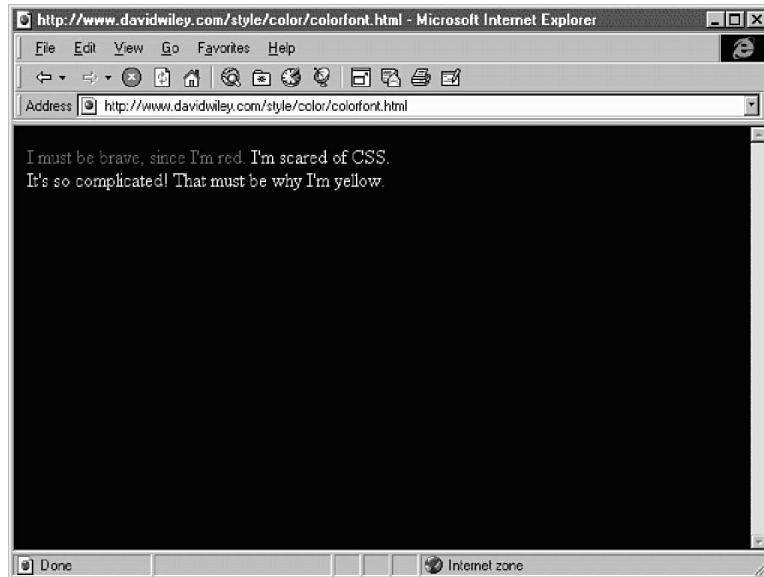 http://www.davidwiley.com/style/color/colorfont.html - Microsoft Internet Explorer
File Edit View Go Favorites Help
Address http://www.davidwiley.com/style/color/colorfont.html
I must be brave, since I'm red. I'm scared of CSS.
It's so complicated! That must be why I'm yellow.
Done Internet zone